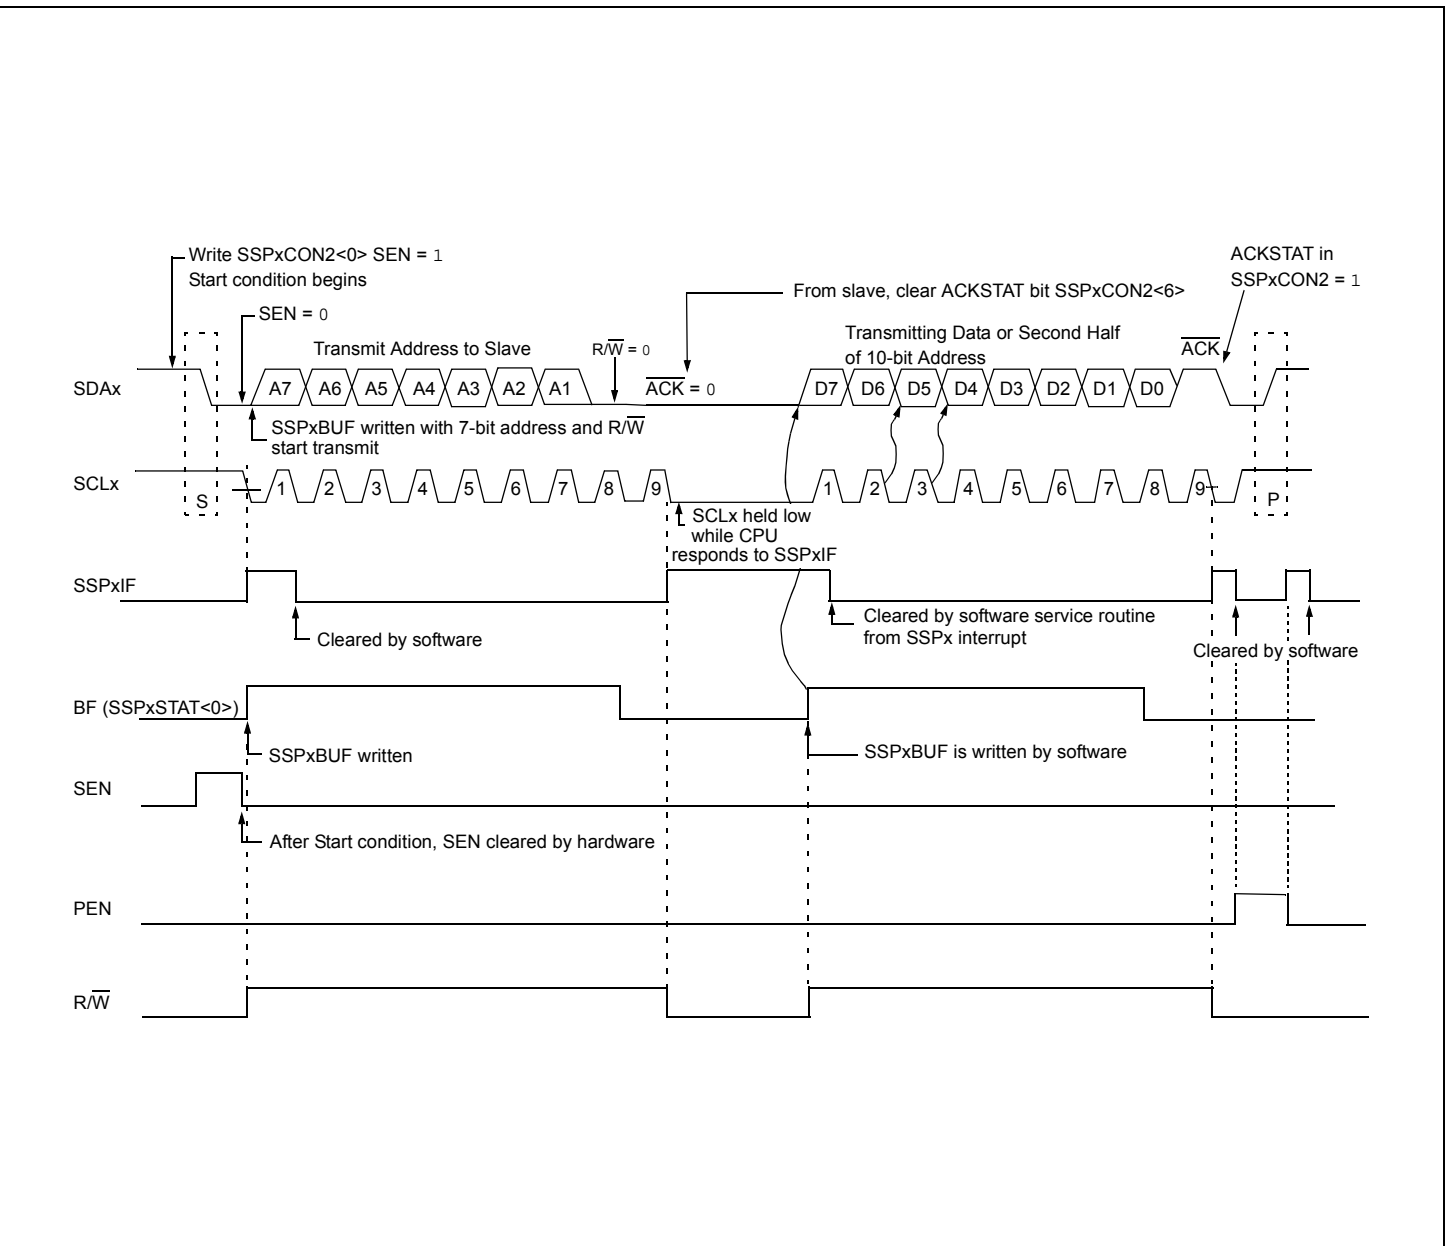 Write SSPxCON2<0> SEN = 1
Start condition begins
ACKSTAT in
SSPxCON2 = 1
From slave, clear ACKSTAT bit SSPxCON2<6>
SEN = 0
Transmit Address to Slave
R/W̅ = 0
Transmitting Data or Second Half
of 10-bit Address
A̅C̅K̅
SDAx
A7 A6 A5 A4 A3 A2 A1
A̅C̅K̅ = 0
D7 D6 D5 D4 D3 D2 D1 D0
SSPxBUF written with 7-bit address and R/W̅
start transmit
SCLx
S
1 2 3 4 5 6 7 8 9
1 2 3 4 5 6 7 8 9
P
SCLx held low
while CPU
responds to SSPxIF
SSPxIF
Cleared by software
Cleared by software service routine
from SSPx interrupt
Cleared by software
BF (SSPxSTAT<0>)
SSPxBUF written
SSPxBUF is written by software
SEN
After Start condition, SEN cleared by hardware
PEN
R/W̅